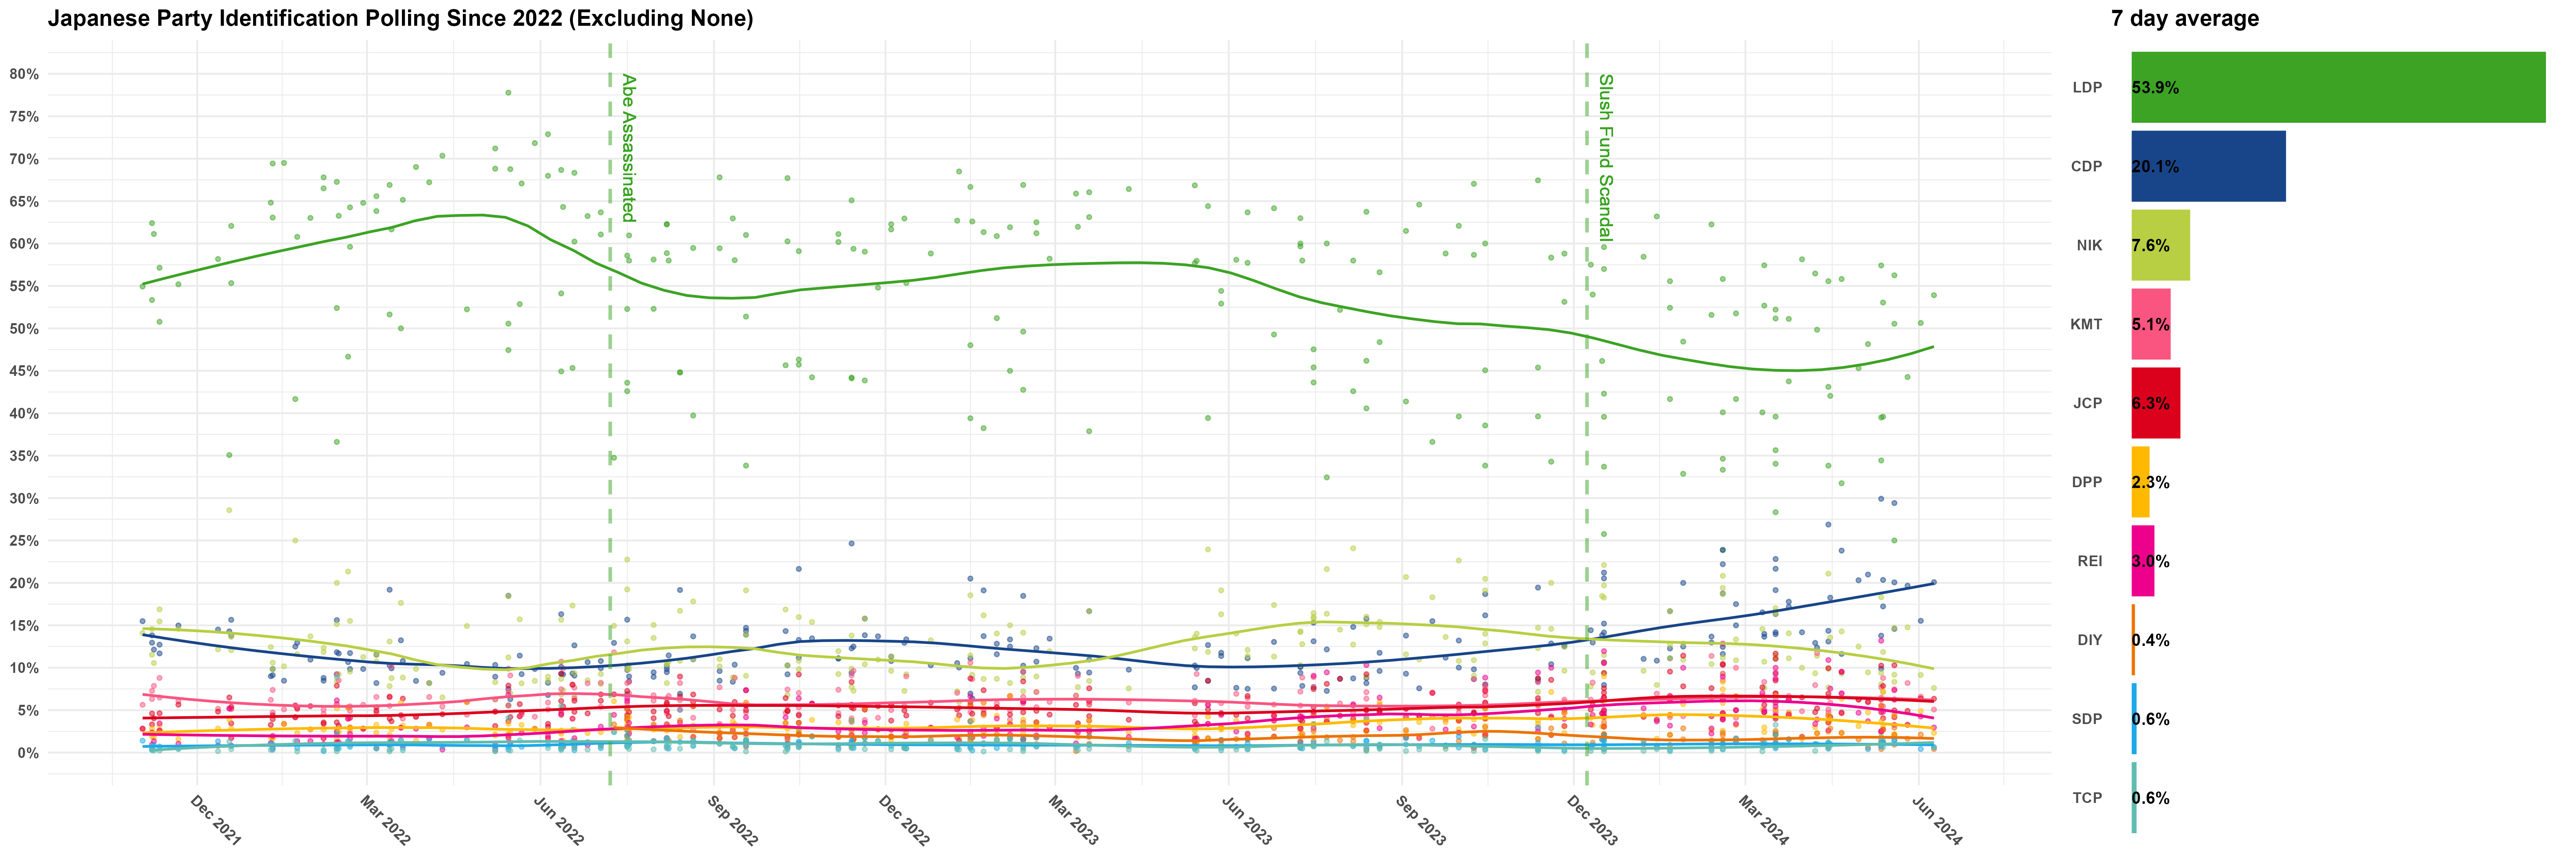 Japanese Party Identification Polling Since 2022 (Excluding None)
7 day average
80%
75%
70%
65%
60%
55%
50%
45%
40%
35%
30%
25%
20%
15%
10%
5%
0%
Abe Assassinated
Slush Fund Scandal
Dec 2021
Mar 2022
Jun 2022
Sep 2022
Dec 2022
Mar 2023
Jun 2023
Sep 2023
Dec 2023
Mar 2024
Jun 2024
LDP 53.9%
CDP 20.1%
NIK 7.6%
KMT 5.1%
JCP 6.3%
DPP 2.3%
REI 3.0%
DIY 0.4%
SDP 0.6%
TCP 0.6%